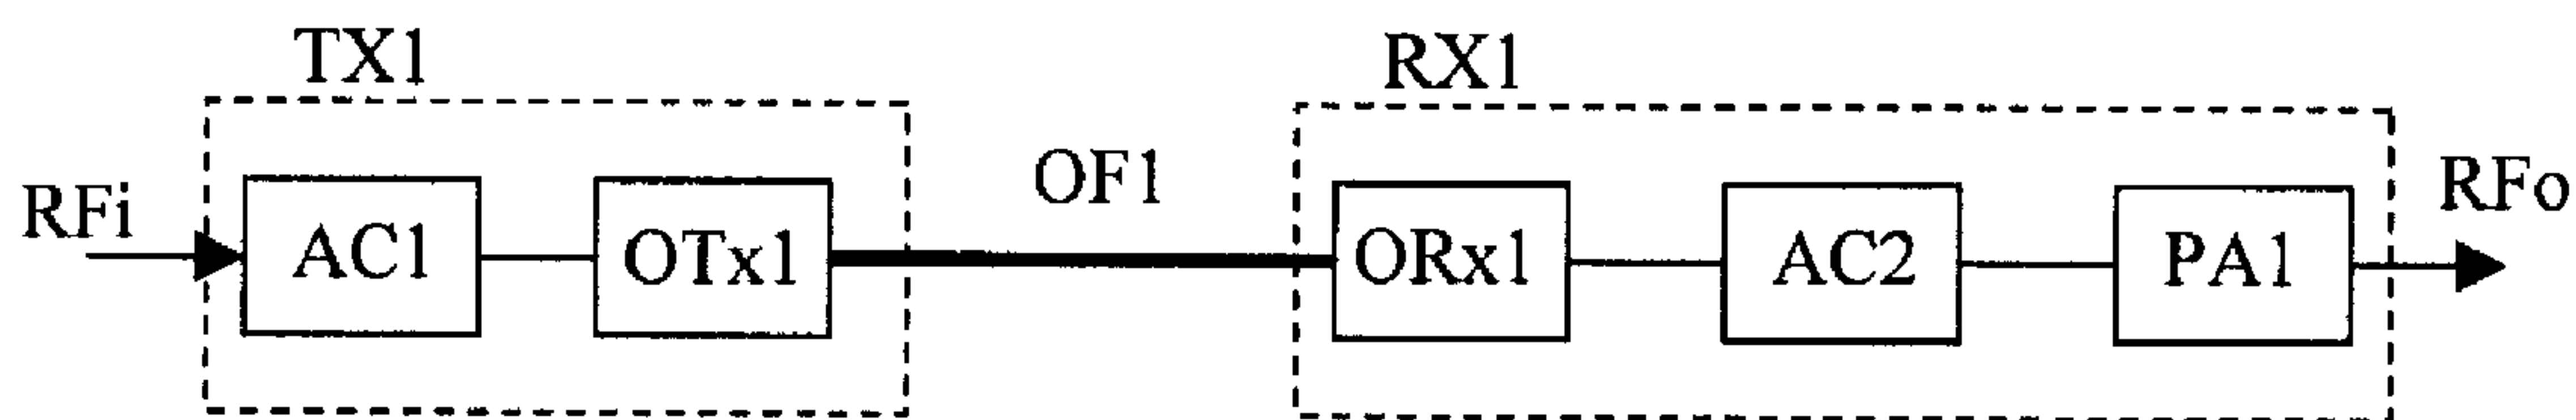 TX1
RX1
OF1
RFi
AC1
OTx1
ORx1
AC2
PA1
RFo